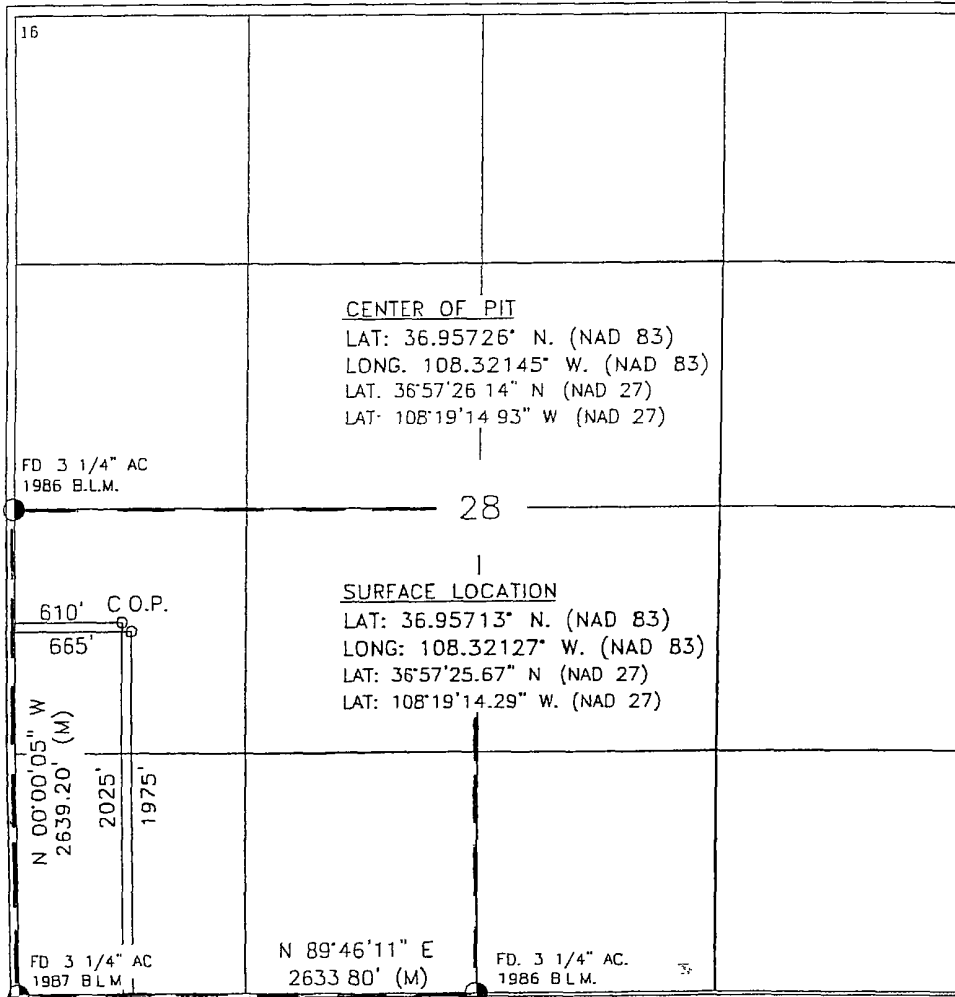 16
CENTER OF PIT
LAT: 36.95726° N. (NAD 83)
LONG. 108.32145° W. (NAD 83)
LAT. 36°57'26 14" N (NAD 27)
LAT- 108°19'14 93" W (NAD 27)
FD 3 1/4" AC
1986 B.L.M.
28
SURFACE LOCATION
LAT: 36.95713° N. (NAD 83)
LONG: 108.32127° W. (NAD 83)
LAT: 36°57'25.67" N (NAD 27)
LAT: 108°19'14.29" W. (NAD 27)
610' C O.P.
665'
N 00°00'05" W
2639.20' (M)
2025'
1975'
FD 3 1/4" AC
1987 B L M
N 89°46'11" E
2633 80' (M)
FD. 3 1/4" AC.
1986 B L M.